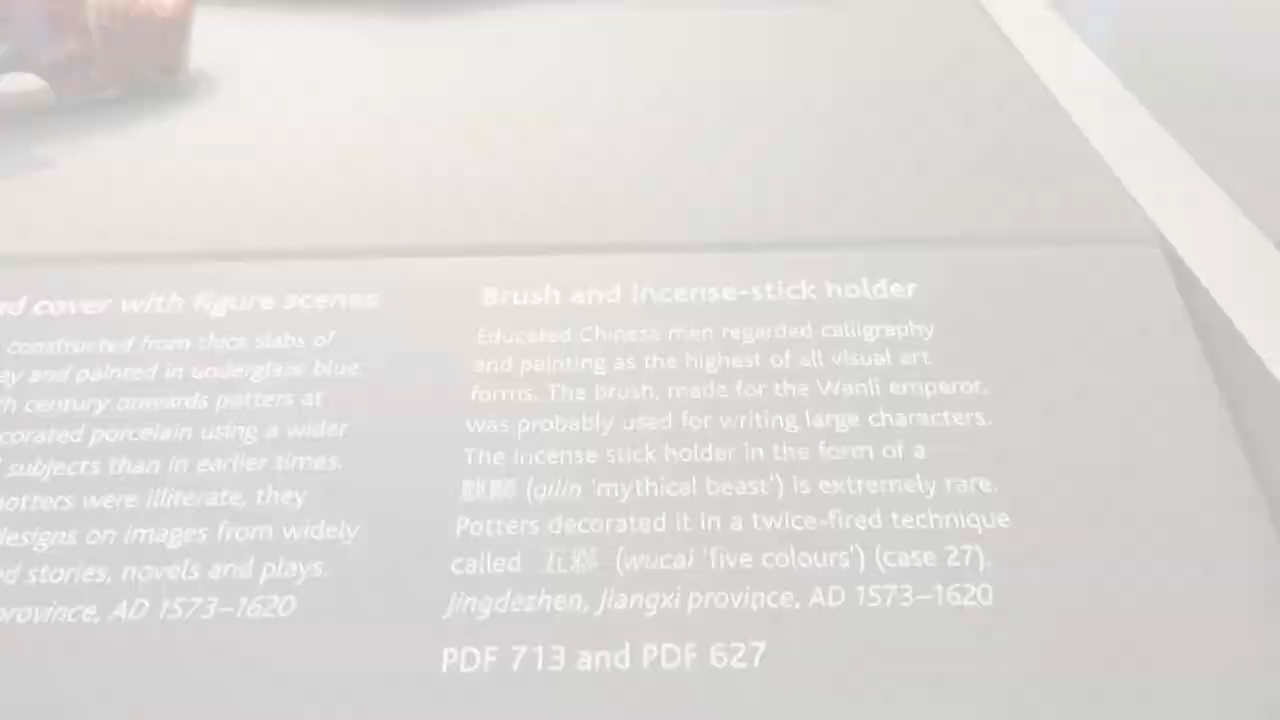 cover with figure scenes
constructed from thick slabs of
and painted in underglaze blue
century onwards potters at
porcelain using a wider
subjects than in earlier times.
were illiterate, they
designs on images from widely
stories, novels and plays.
province, AD 1573–1620
Brush and incense-stick holder
Educated Chinese men regarded calligraphy
and painting as the highest of all visual art
forms. The brush, made for the Wanli emperor,
was probably used for writing large characters.
The incense stick holder in the form of a
(qilin 'mythical beast') is extremely rare.
Potters decorated it in a twice-fired technique
called 五彩 (wucai 'five colours') (case 27).
Jingdezhen, Jiangxi province, AD 1573–1620
PDF 713 and PDF 627